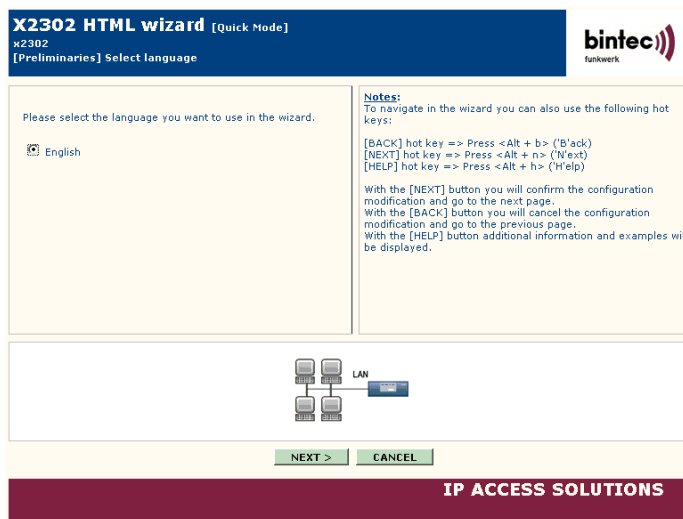 X2302 HTML wizard [Quick Mode]
x2302
[Preliminaries] Select language
bintec
funkwerk
Please select the language you want to use in the wizard.
English
Notes:
To navigate in the wizard you can also use the following hot
keys:
[BACK] hot key => Press <Alt + b> ('B'ack)
[NEXT] hot key => Press <Alt + n> ('N'ext)
[HELP] hot key => Press <Alt + h> ('H'elp)
With the [NEXT] button you will confirm the configuration
modification and go to the next page.
With the [BACK] button you will cancel the configuration
modification and go to the previous page.
With the [HELP] button additional information and examples wi
be displayed.
LAN
NEXT >
CANCEL
IP ACCESS SOLUTIONS